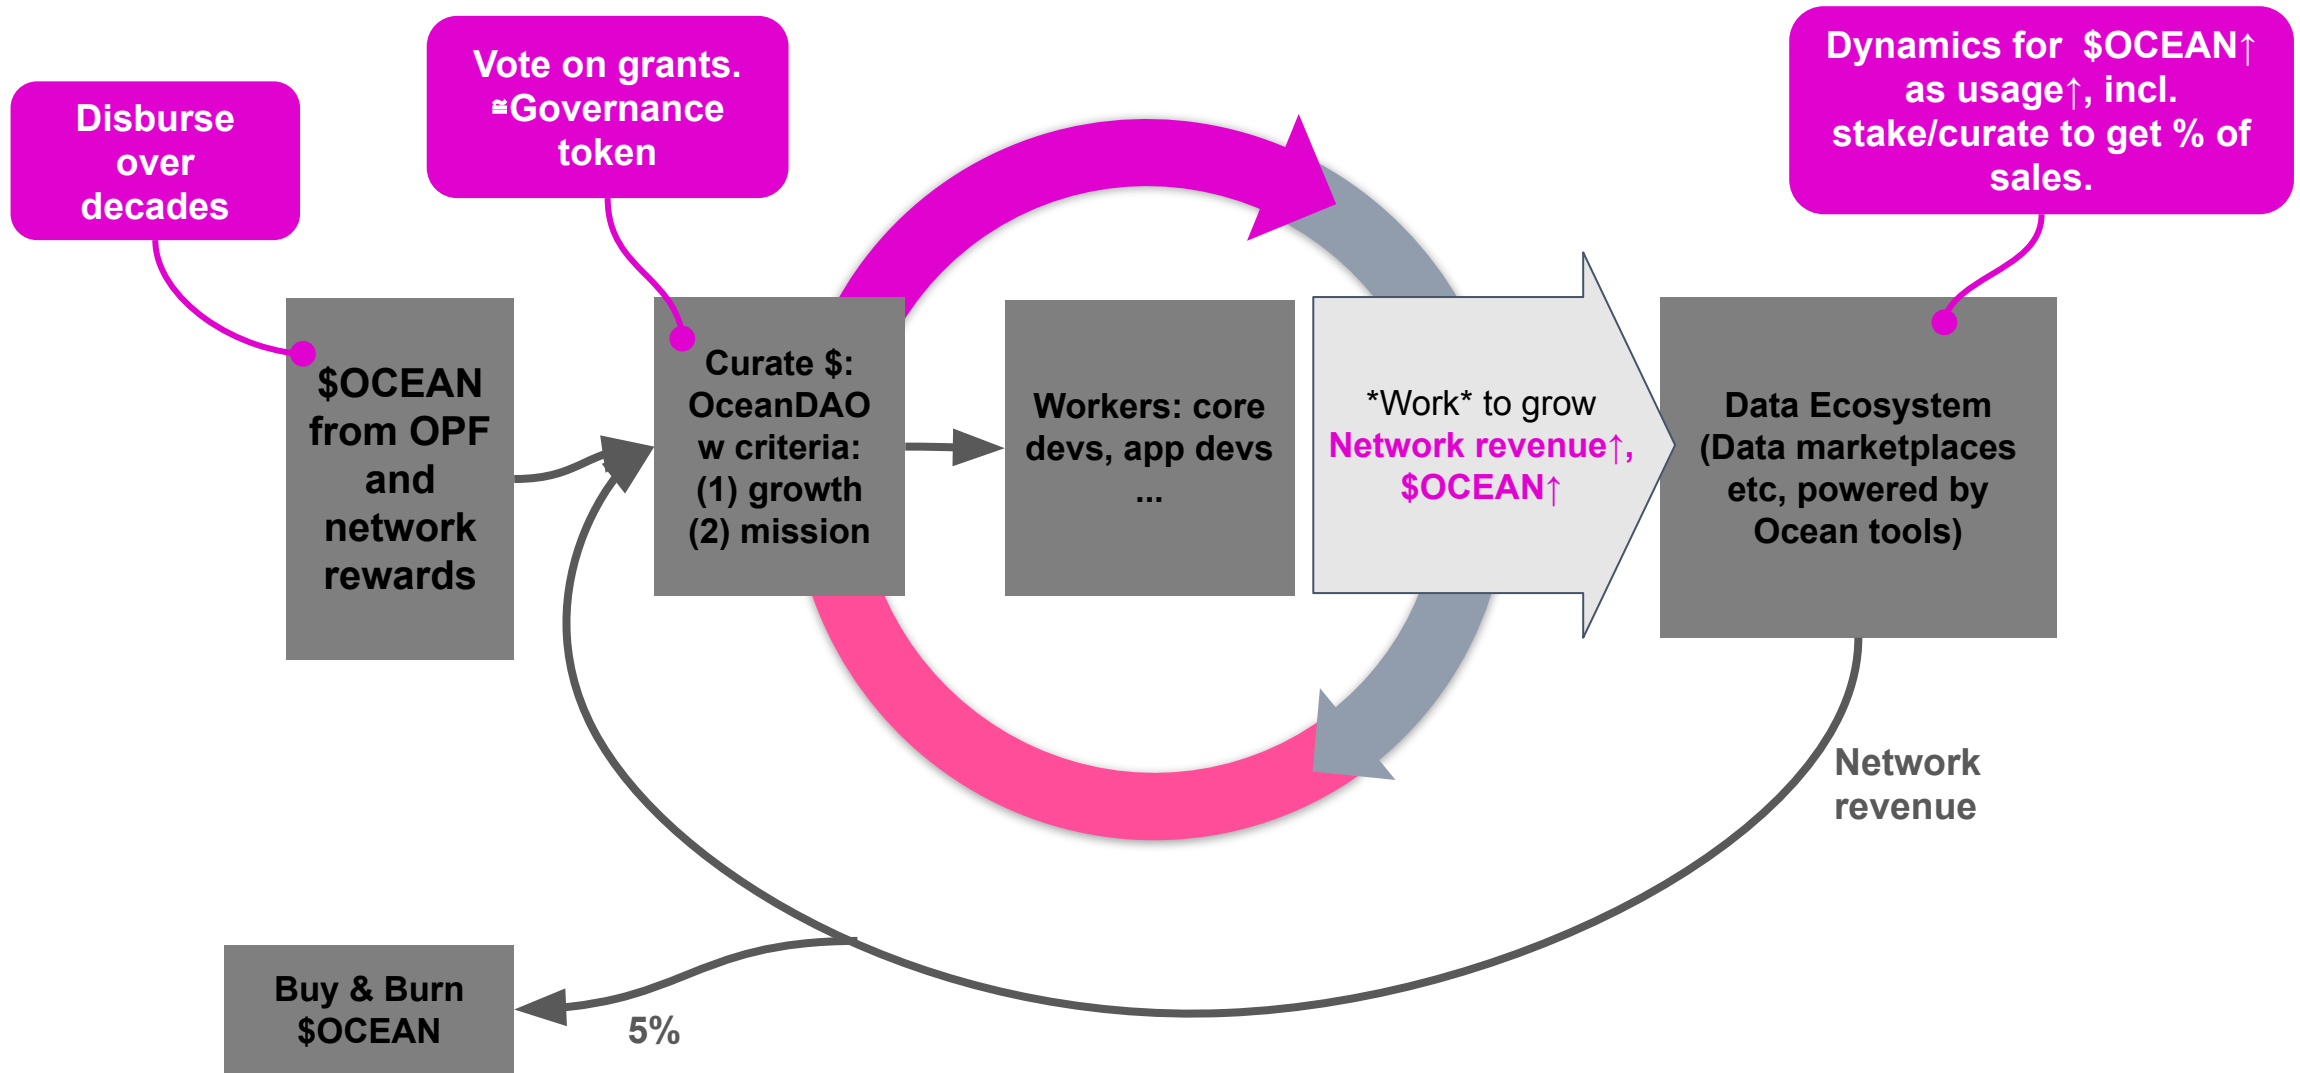 Disburse
over
decades
Vote on grants.
≅Governance
token
Dynamics for $OCEAN↑
as usage↑, incl.
stake/curate to get % of
sales.
$OCEAN
from OPF
and
network
rewards
Curate $:
OceanDAO
w criteria:
(1) growth
(2) mission
Workers: core
devs, app devs
...
*Work* to grow
Network revenue↑,
$OCEAN↑
Data Ecosystem
(Data marketplaces
etc, powered by
Ocean tools)
Network
revenue
Buy & Burn
$OCEAN
5%